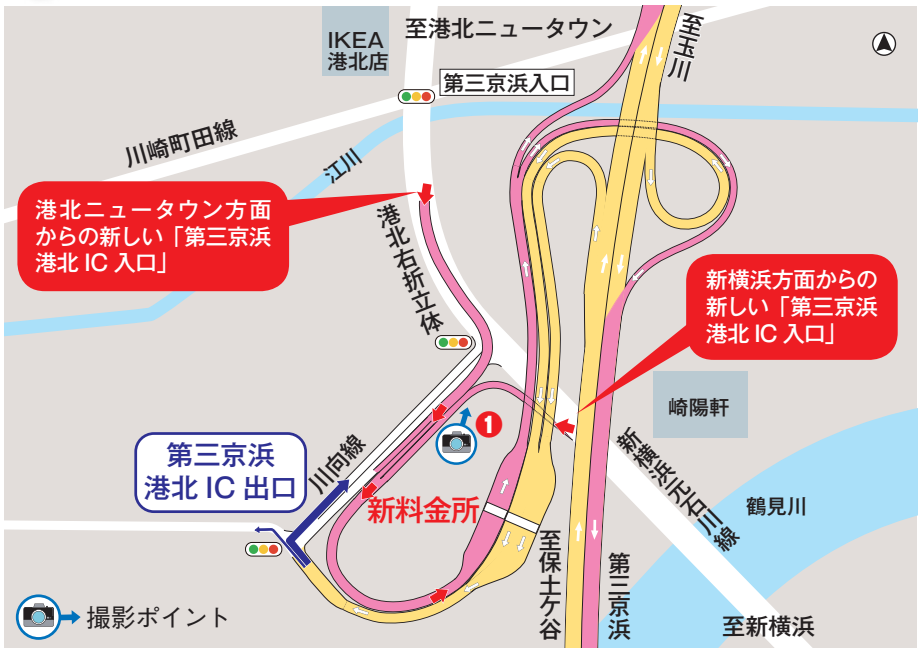 IKEA
港北店
至港北ニュータウン
至玉川
第三京浜入口
川崎町田線
江川
港北ニュータウン方面
からの新しい「第三京浜
港北 IC 入口」
港北右折立体
新横浜方面からの
新しい「第三京浜
港北 IC 入口」
崎陽軒
1
第三京浜
港北 IC 出口
川向線
新料金所
新横浜元石川線
鶴見川
至保土ケ谷
第三京浜
撮影ポイント
至新横浜